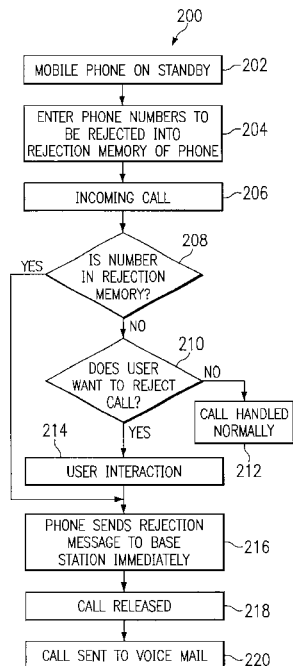 200
MOBILE PHONE ON STANDBY
202
ENTER PHONE NUMBERS TO
BE REJECTED INTO
REJECTION MEMORY OF PHONE
204
INCOMING CALL
206
208
IS NUMBER
IN REJECTION
MEMORY?
YES
NO
210
DOES USER
WANT TO REJECT
CALL?
NO
YES
CALL HANDLED
NORMALLY
212
214
USER INTERACTION
PHONE SENDS REJECTION
MESSAGE TO BASE
STATION IMMEDIATELY
216
CALL RELEASED
218
CALL SENT TO VOICE MAIL
220